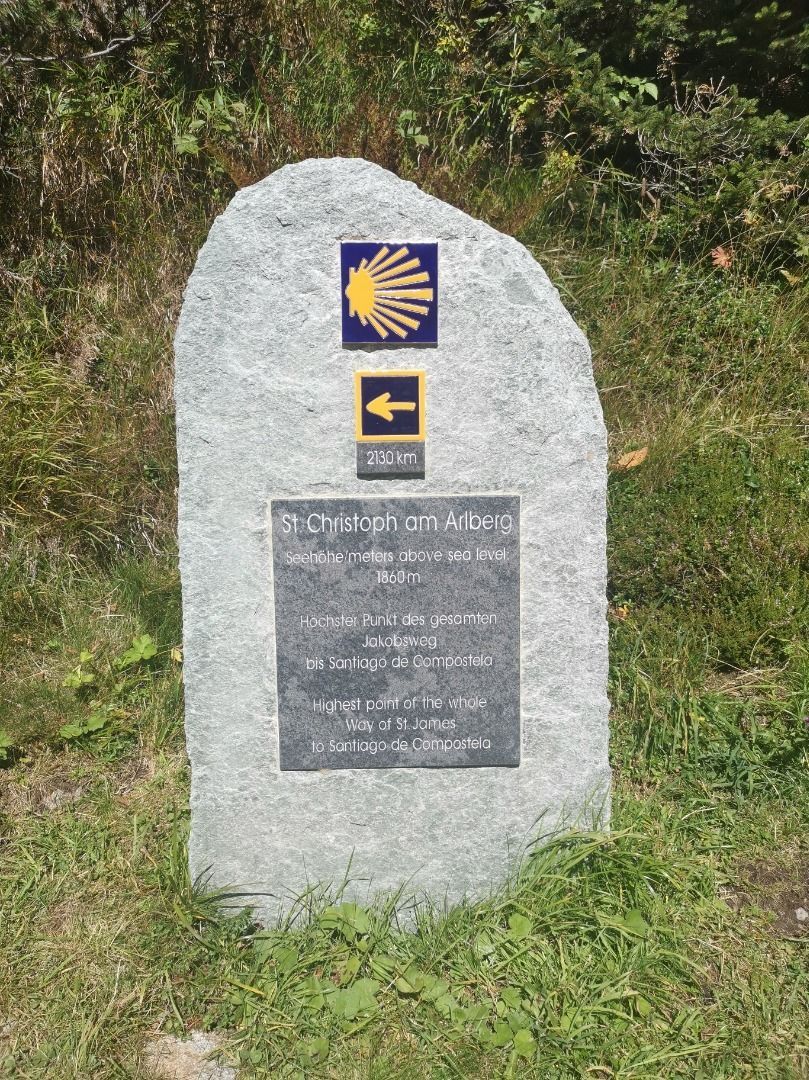 2130 km
St. Christoph am Arlberg
Seehöhe/meters above sea level:
1860 m
Höchster Punkt des gesamten
Jakobsweg
bis Santiago de Compostela
Highest point of the whole
Way of St. James
to Santiago de Compostela